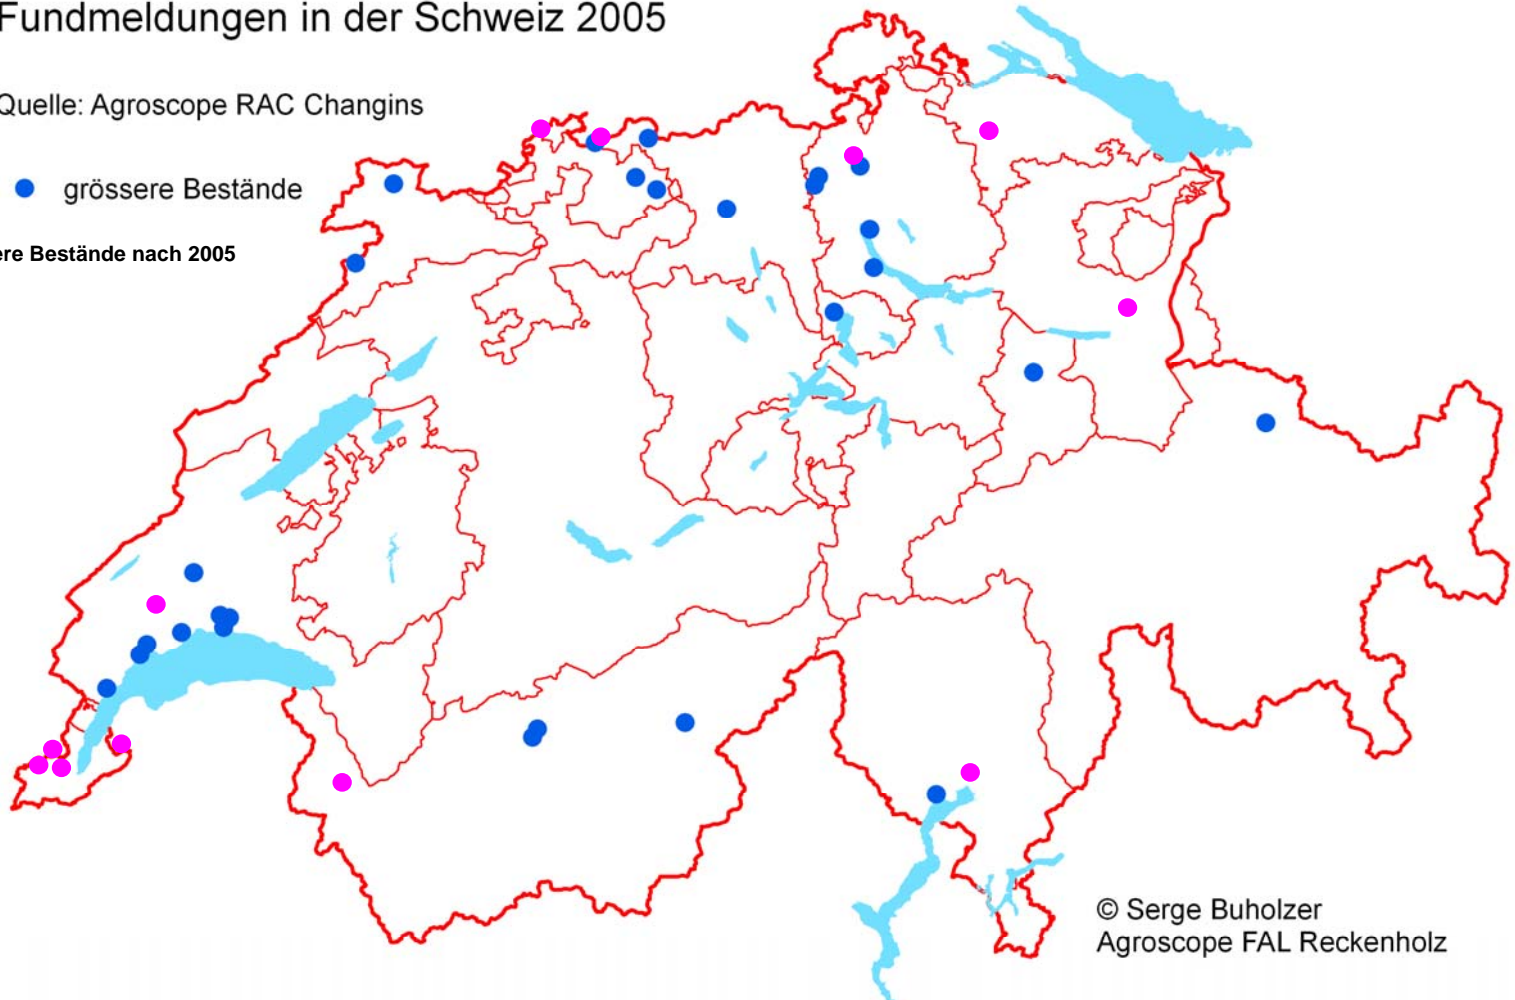 Fundmeldungen in der Schweiz 2005
Quelle: Agroscope RAC Changins
grössere Bestände
ere Bestände nach 2005
© Serge Buholzer
Agroscope FAL Reckenholz